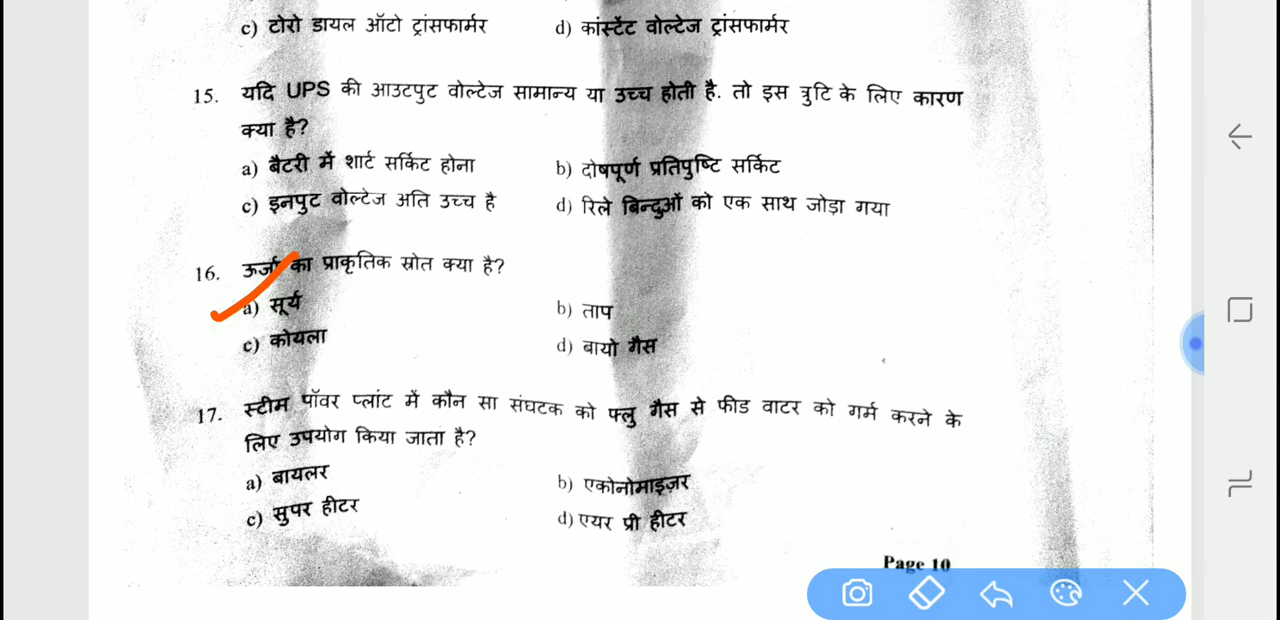 c) टोरो डायल ऑटो ट्रांसफार्मर d) कांस्टेंट वोल्टेज ट्रांसफार्मर
15. यदि UPS की आउटपुट वोल्टेज सामान्य या उच्च होती है. तो इस त्रुटि के लिए कारण
क्या है?
a) बैटरी में शार्ट सर्किट होना b) दोषपूर्ण प्रतिपुष्टि सर्किट
c) इनपुट वोल्टेज अति उच्च है d) रिले बिन्दुओं को एक साथ जोड़ा गया
16. ऊर्जा का प्राकृतिक स्रोत क्या है?
a) सूर्य b) ताप
c) कोयला d) बायो गैस
17. स्टीम पॉवर प्लांट में कौन सा संघटक को फ्लु गैस से फीड वाटर को गर्म करने के
लिए उपयोग किया जाता है?
a) बायलर b) एकोनोमाइज़र
c) सुपर हीटर d) एयर प्री हीटर
Page 10